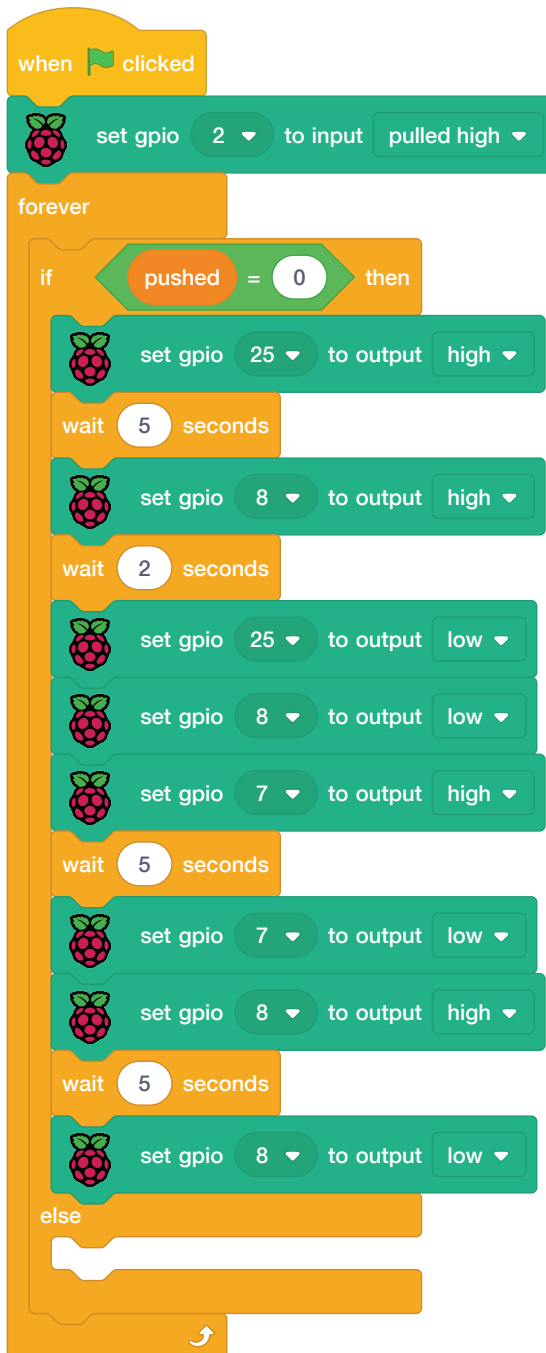 when clicked
set gpio 2 to input pulled high
forever
if pushed = 0 then
set gpio 25 to output high
wait 5 seconds
set gpio 8 to output high
wait 2 seconds
set gpio 25 to output low
set gpio 8 to output low
set gpio 7 to output high
wait 5 seconds
set gpio 7 to output low
set gpio 8 to output high
wait 5 seconds
set gpio 8 to output low
else